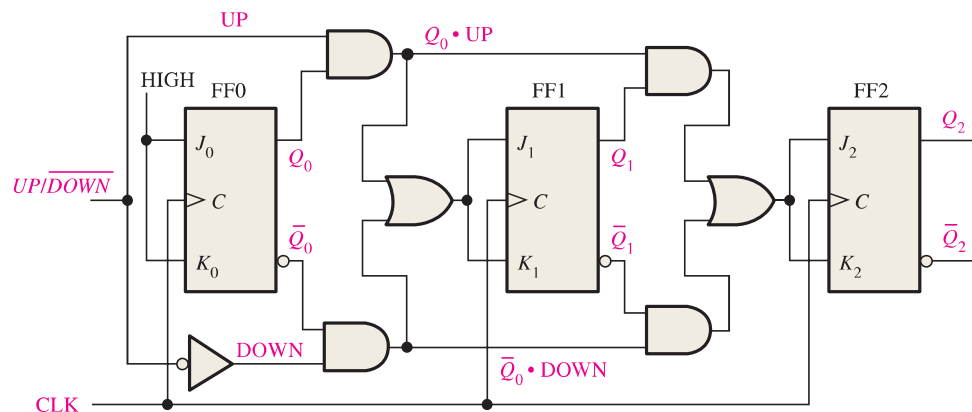 UP
Q₀ • UP
HIGH
FF0
FF1
FF2
J₀
Q₀
J₁
Q₁
J₂
Q₂
UP/D̅O̅W̅N̅
C
C
C
Q̅₀
Q̅₁
Q̅₂
K₀
K₁
K₂
DOWN
Q̅₀ • DOWN
CLK